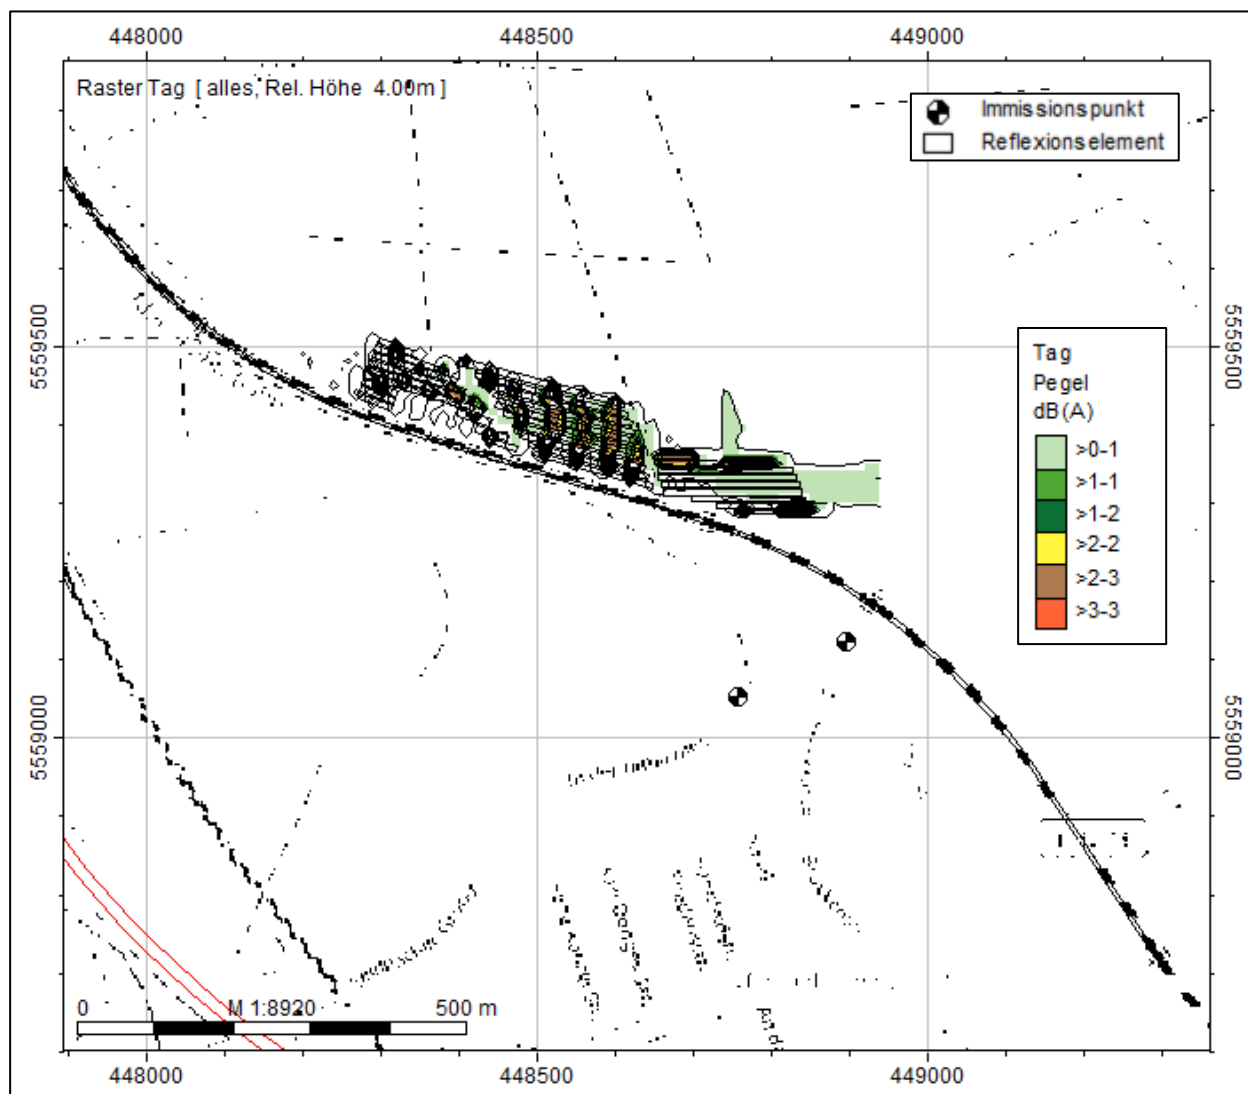 448000 448500 449000
Raster Tag [ alles, Rel. Höhe 4.00m ]
Immissionspunkt
Reflexionselement
5559500
5559500
Tag
Pegel
dB(A)
>0-1
>1-1
>1-2
>2-2
>2-3
>3-3
5559000
5559000
0 M 1:8920 500 m
448000 448500 449000